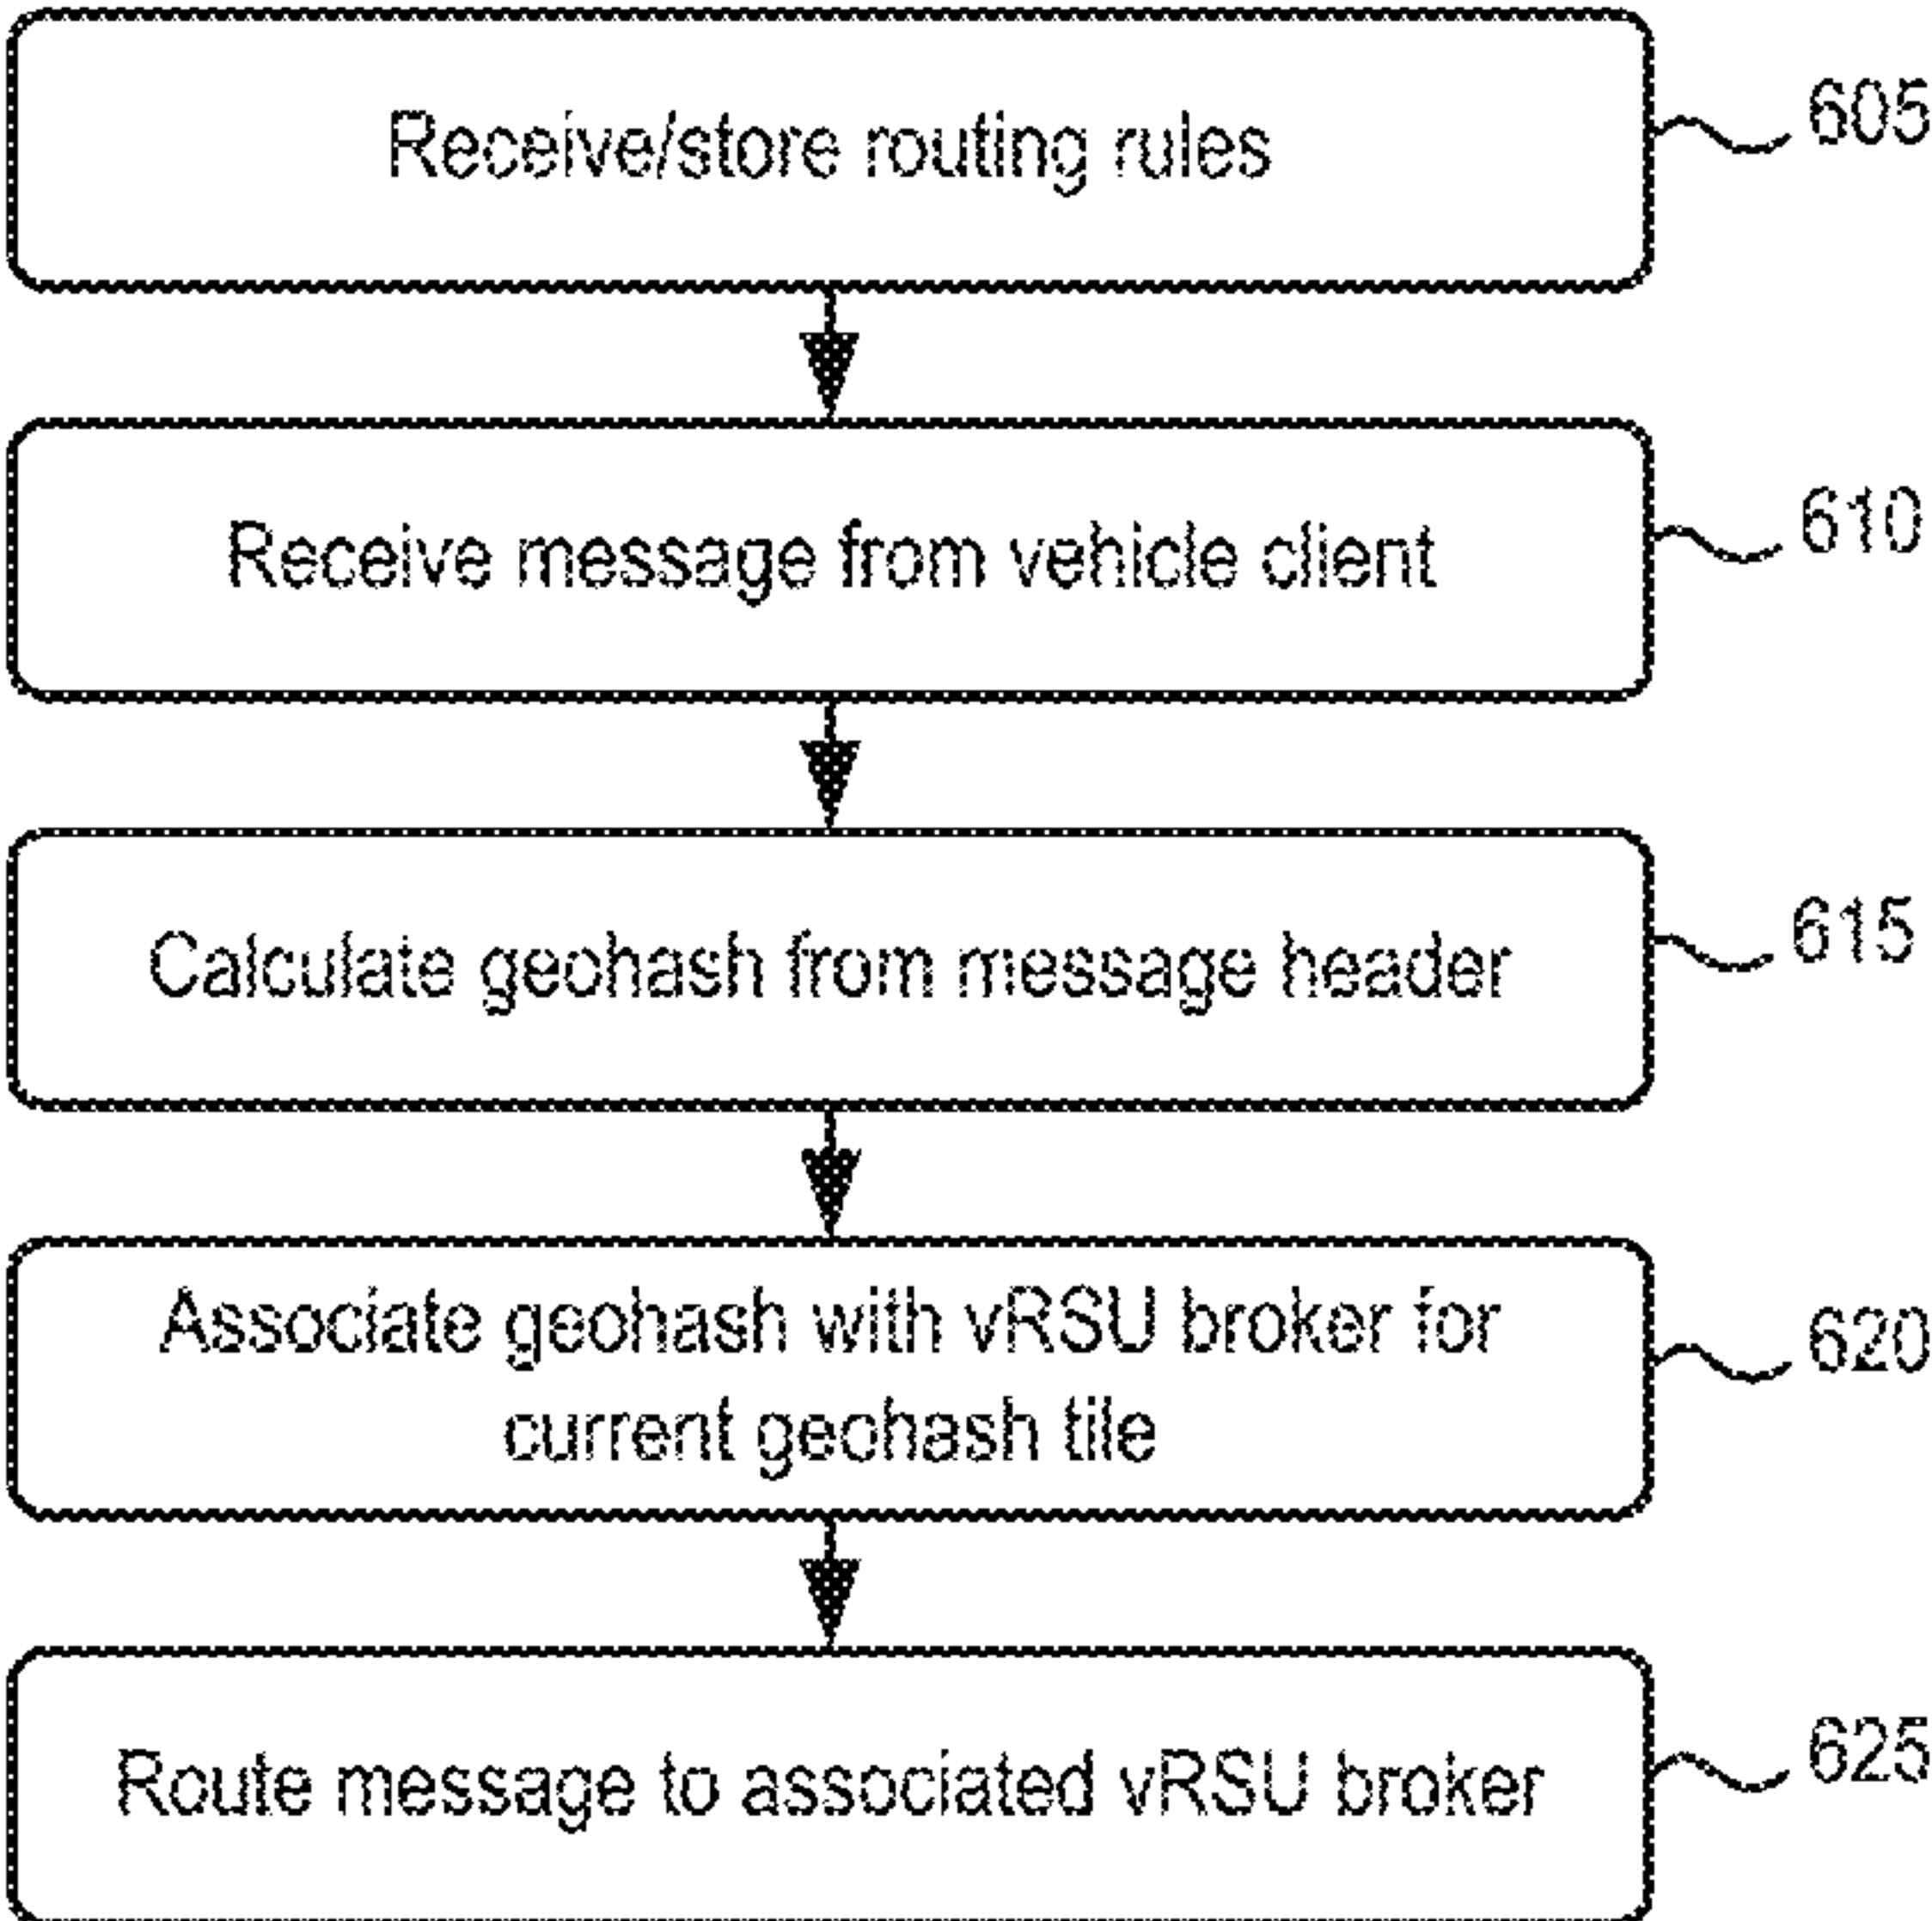 Receive/store routing rules
605
Receive message from vehicle client
610
Calculate geohash from message header
615
Associate geohash with vRSU broker for
current geohash tile
620
Route message to associated vRSU broker
625